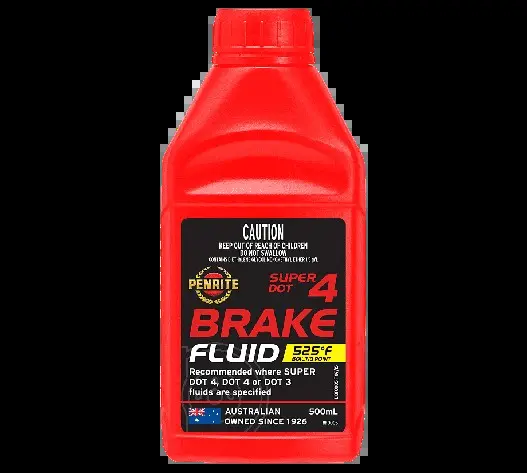 CAUTION
KEEP OUT OF REACH OF CHILDREN
DO NOT SWALLOW
PENRITE
SUPER
DOT 4
BRAKE
FLUID 525°F
BOILING POINT
Recommended where SUPER
DOT 4, DOT 4 or DOT 3
fluids are specified
AUSTRALIAN 500mL
OWNED SINCE 1926